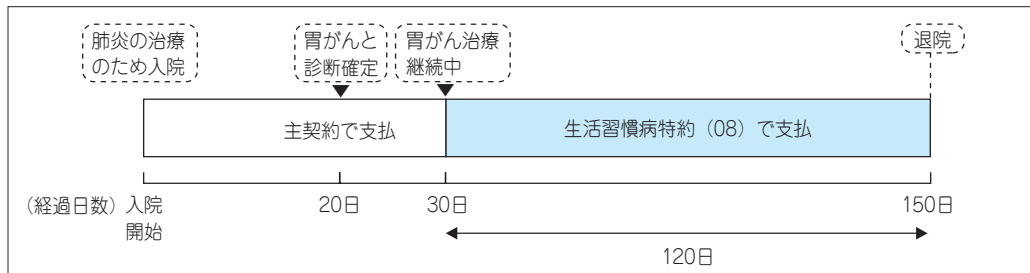 肺炎の治療
のため入院
胃がんと
診断確定
胃がん治療
継続中
退院
主契約で支払
生活習慣病特約（08）で支払
（経過日数）入院
開始
20日
30日
150日
120日